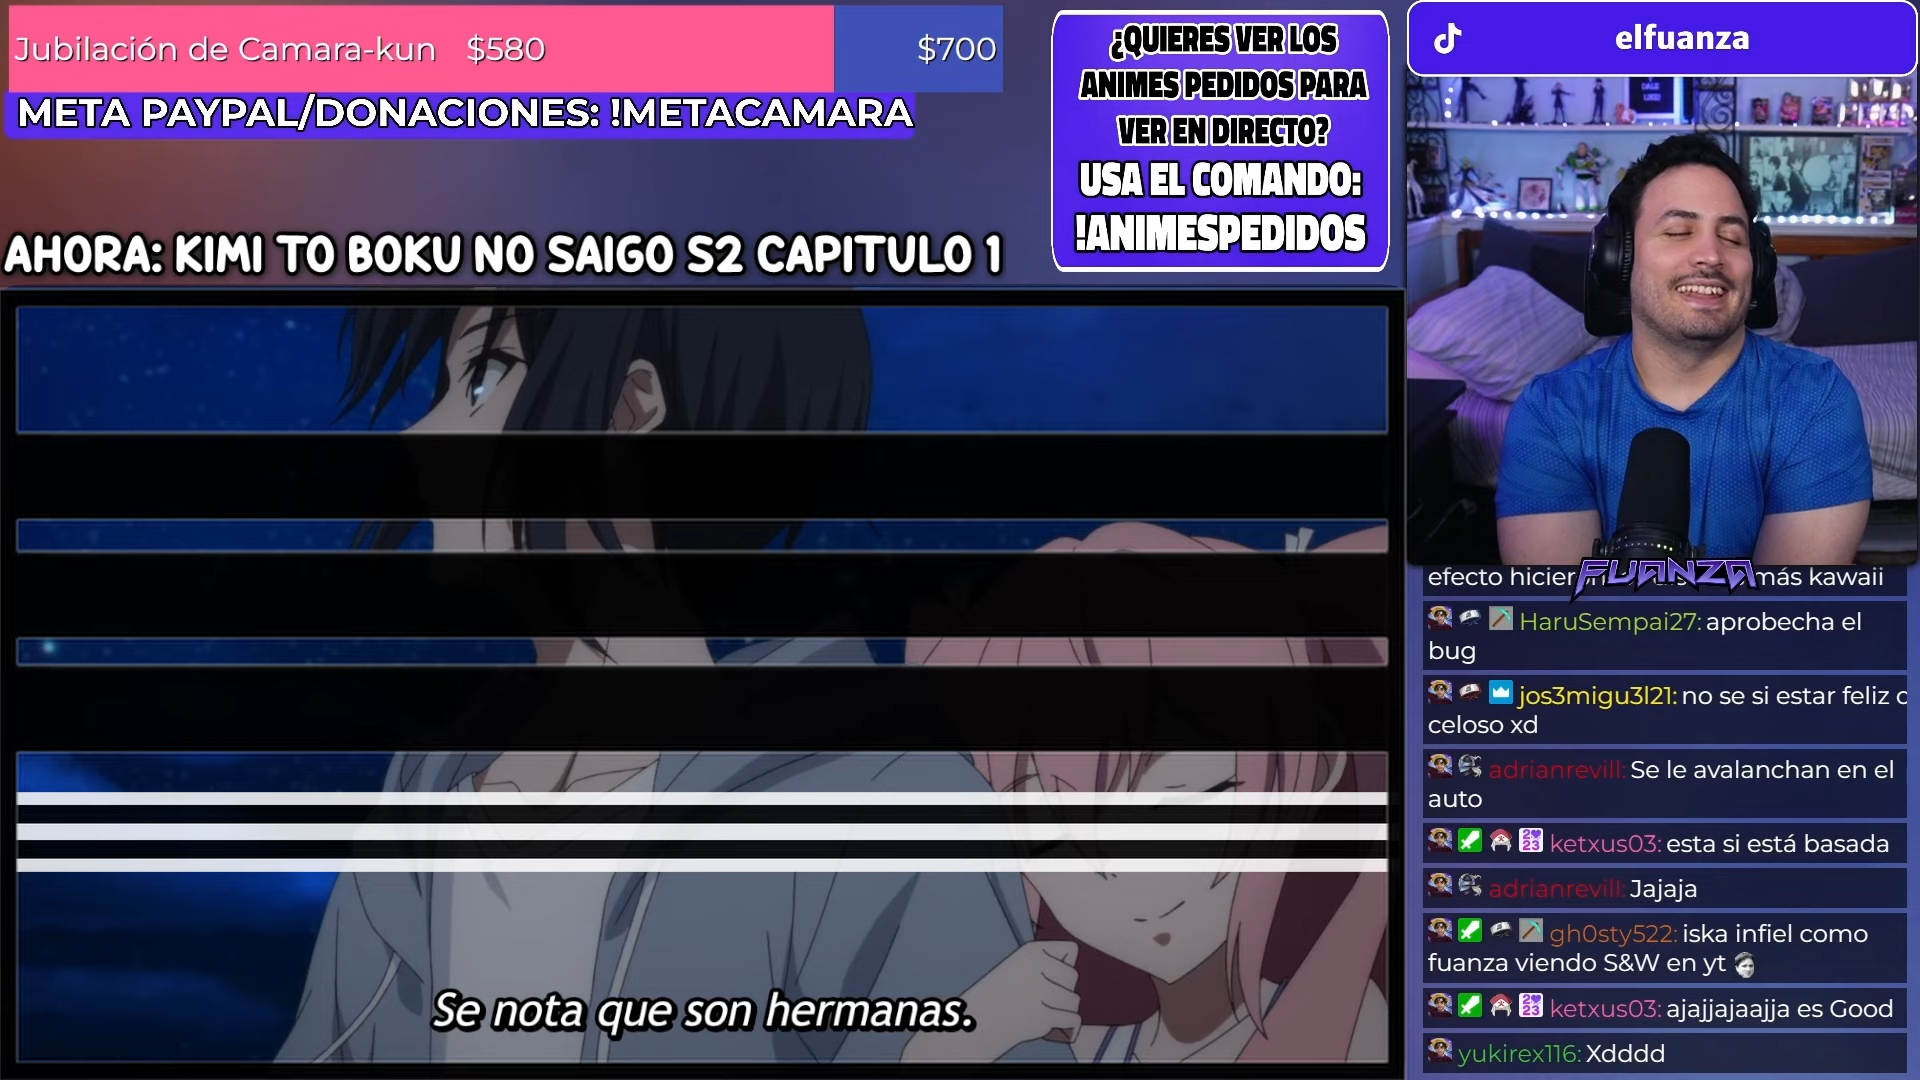 Jubilación de Camara-kun $580
$700
META PAYPAL/DONACIONES: !METACAMARA
¿QUIERES VER LOS
ANIMES PEDIDOS PARA
VER EN DIRECTO?
USA EL COMANDO:
!ANIMESPEDIDOS
elfuanza
AHORA: KIMI TO BOKU NO SAIGO S2 CAPITULO 1
Se nota que son hermanas.
FUANZA
más kawaii
HaruSempai27: aprobecha el
bug
jos3migu3l21: no se si estar feliz o
celoso xd
adrianrevill: Se le avalanchan en el
auto
ketxus03: esta si está basada
adrianrevill: Jajaja
gh0sty522: iska infiel como
fuanza viendo S&W en yt
ketxus03: ajajjajaajja es Good
yukirex116: Xdddd